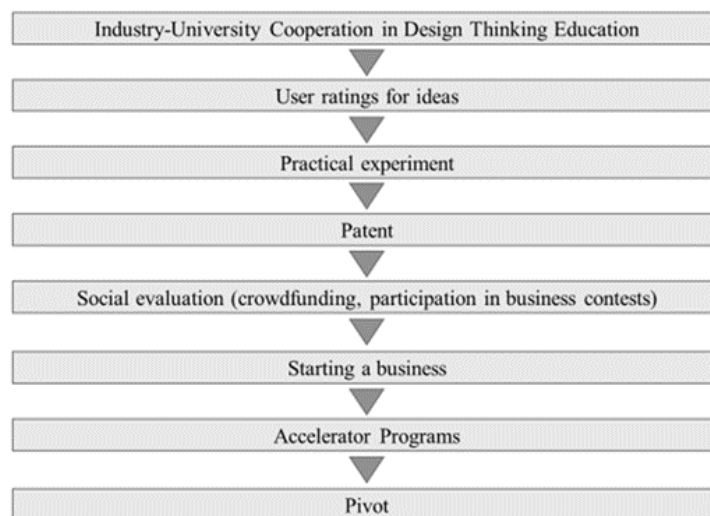 Industry-University Cooperation in Design Thinking Education
User ratings for ideas
Practical experiment
Patent
Social evaluation (crowdfunding, participation in business contests)
Starting a business
Accelerator Programs
Pivot